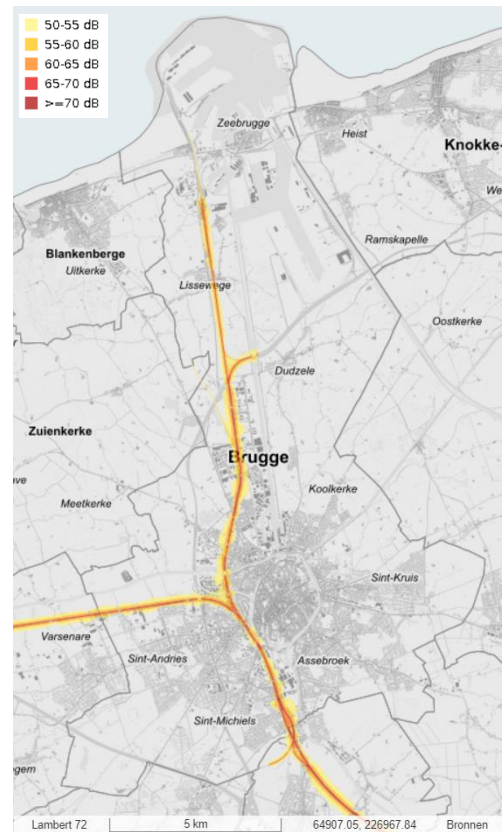 50-55 dB
55-60 dB
60-65 dB
65-70 dB
>=70 dB
Zeebrugge
Heist
Knokke-
We
Blankenberge
Uitkerke
Ramskapelle
Lissewege
Oostkerke
Dudzele
Zuienkerke
Brugge
ave
Koolkerke
Meetkerke
Sint-Kruis
Varsenare
Sint-Andries
Assebroek
Sint-Michiels
egem
Lambert 72 5 km 64907.05, 226967.84 Bronnen